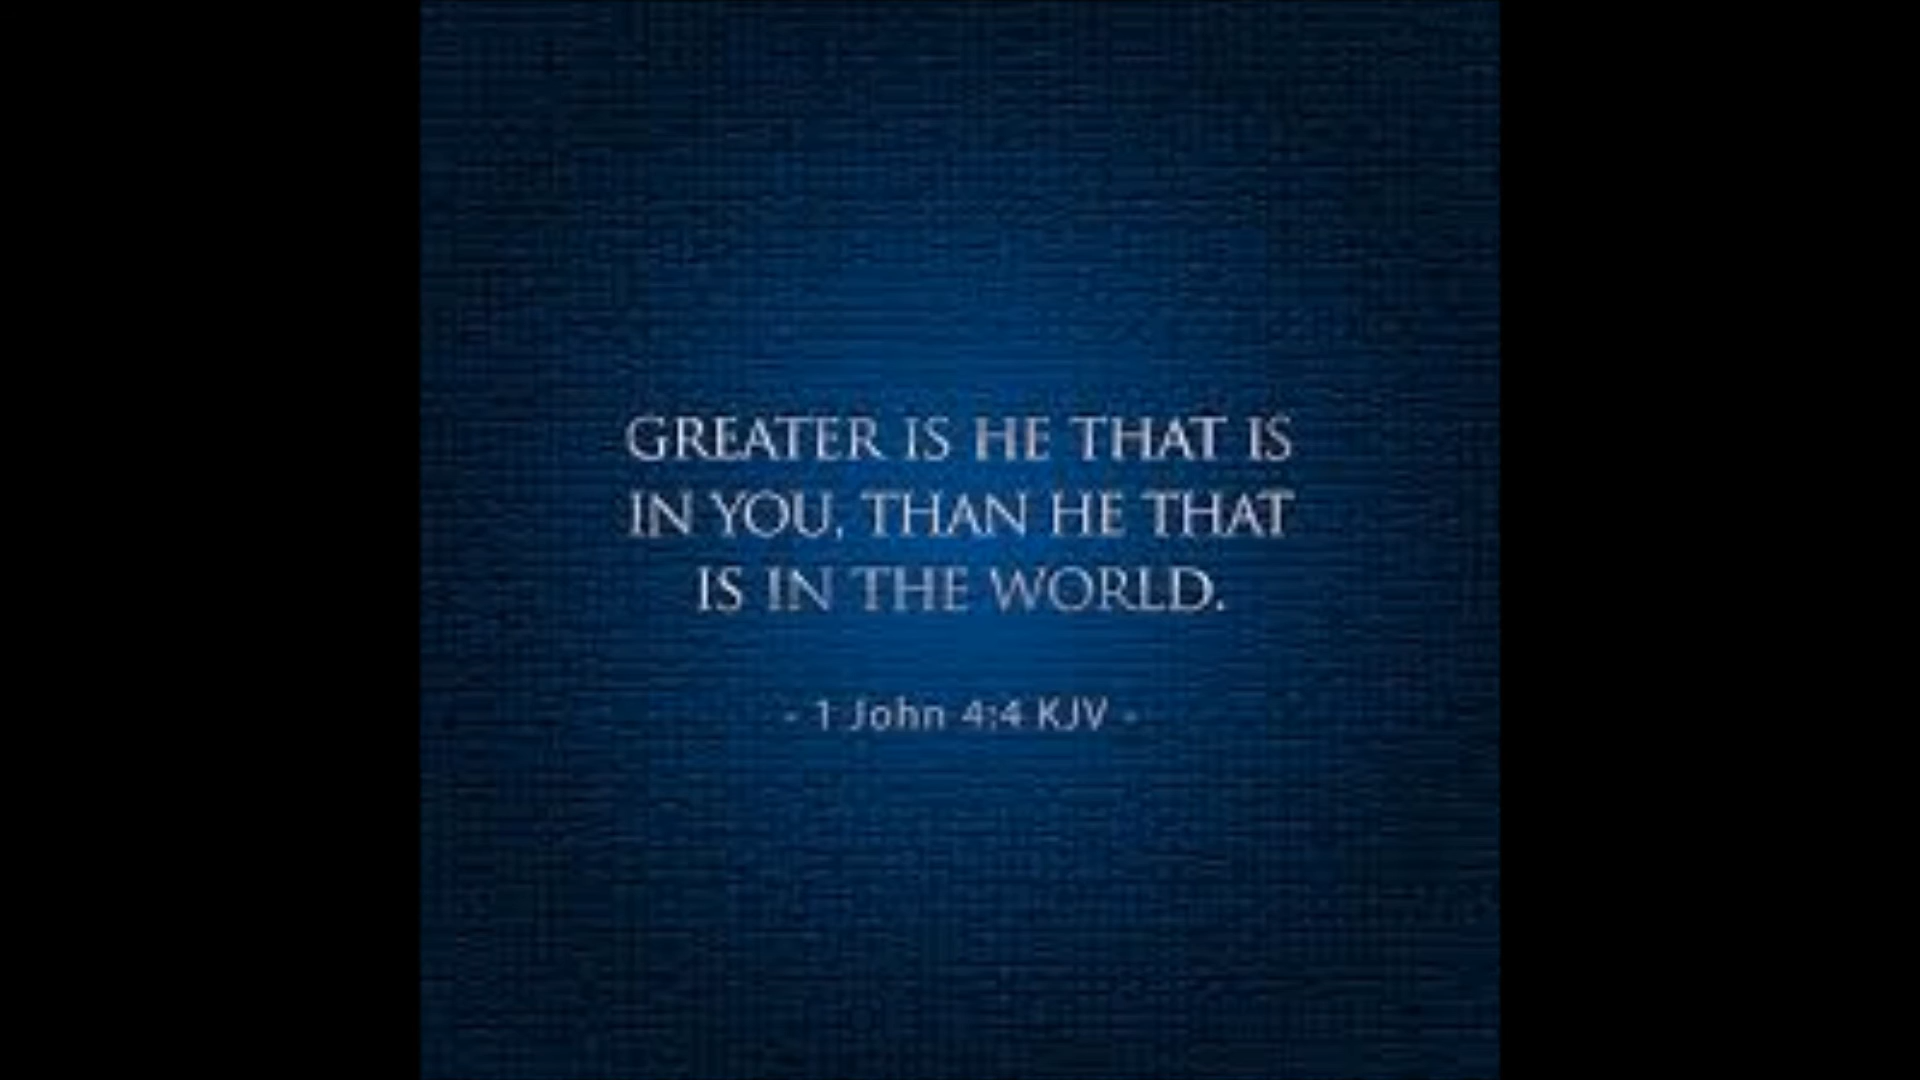 GREATER IS HE THAT IS
IN YOU, THAN HE THAT
IS IN THE WORLD.
- 1 John 4:4 KJV -